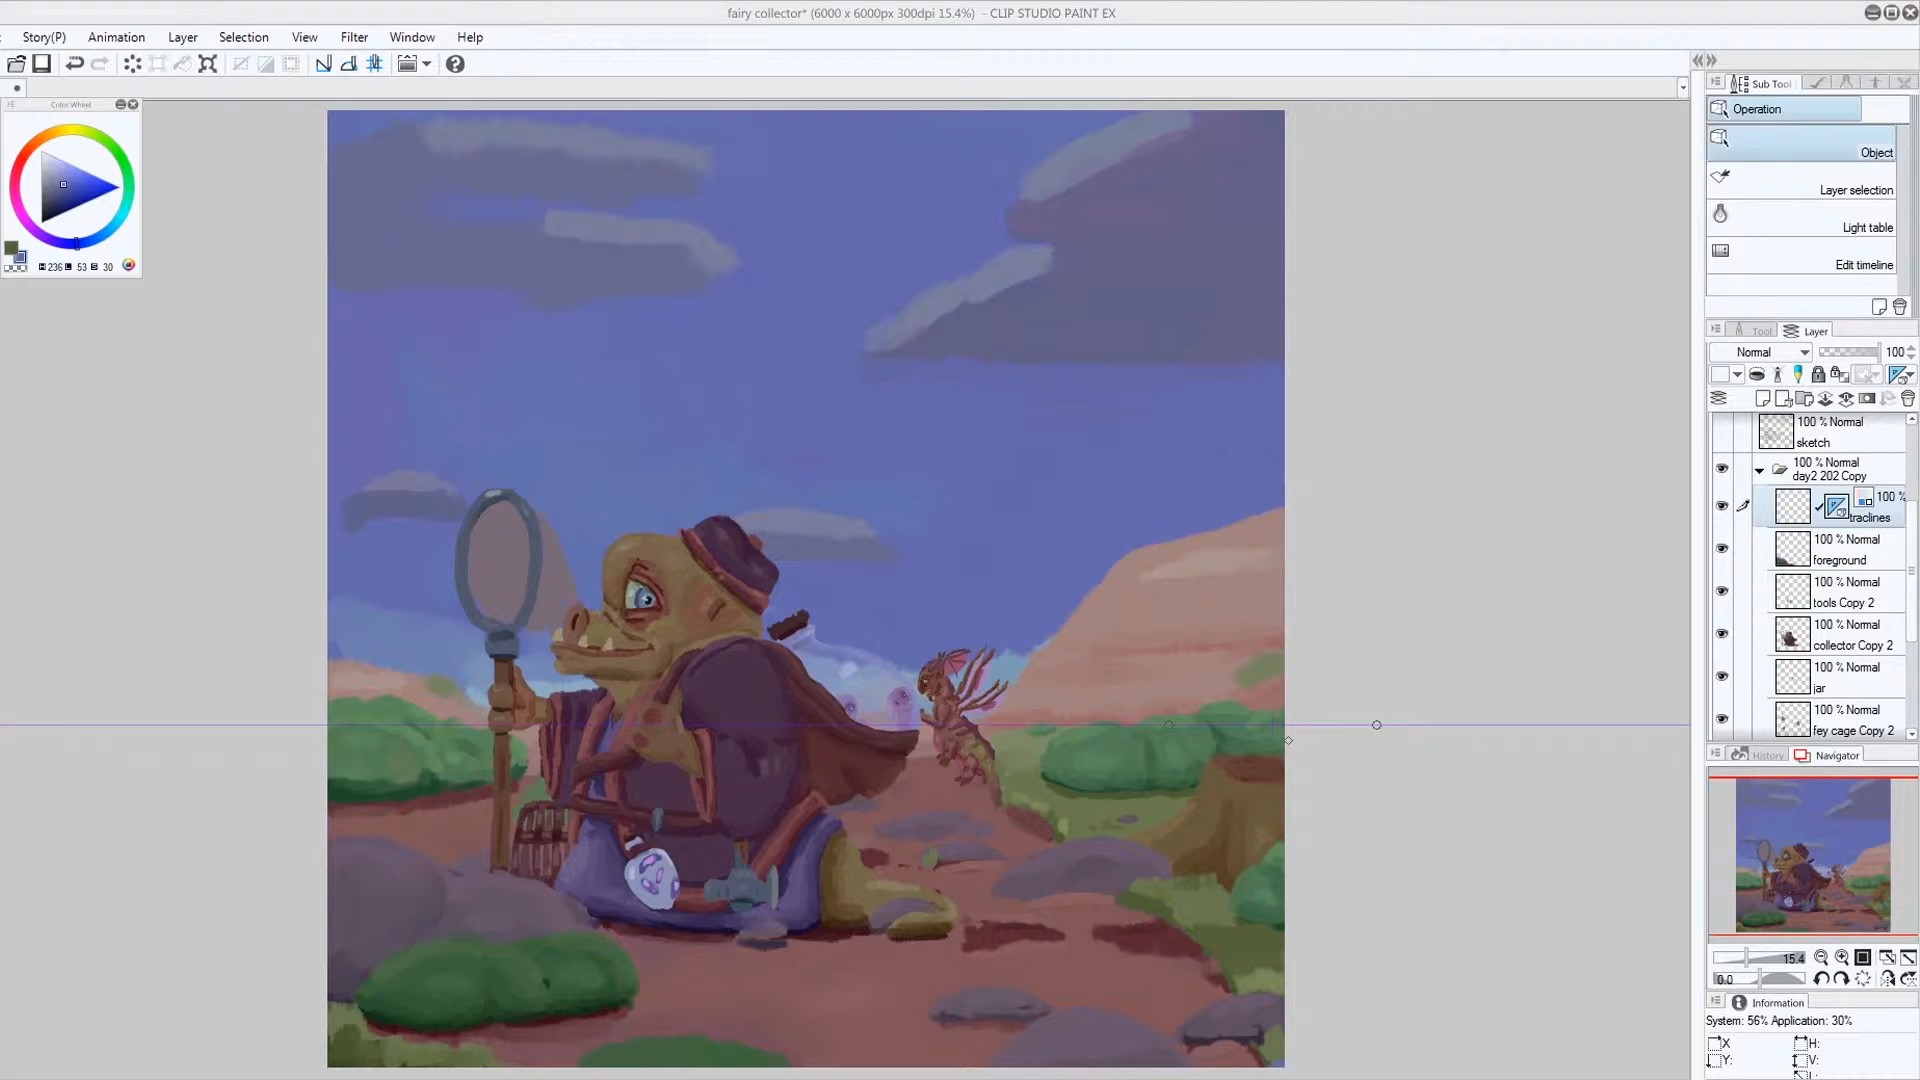 fairy collector* (6000 x 6000px 300dpi 15.4%) - CLIP STUDIO PAINT EX
Story(P) Animation Layer Selection View Filter Window Help
Color Wheel
236 53 30
Sub Tool
Operation
Object
Layer selection
Light table
Edit timeline
Tool Layer
Normal 100
100 % Normal
sketch
100 % Normal
day2 202 Copy
100 %
traclines
100 % Normal
foreground
100 % Normal
tools Copy 2
100 % Normal
collector Copy 2
100 % Normal
jar
100 % Normal
fey cage Copy 2
History Navigator
15.4
0.0
Information
System: 56% Application: 30%
X H:
Y: V:
L: